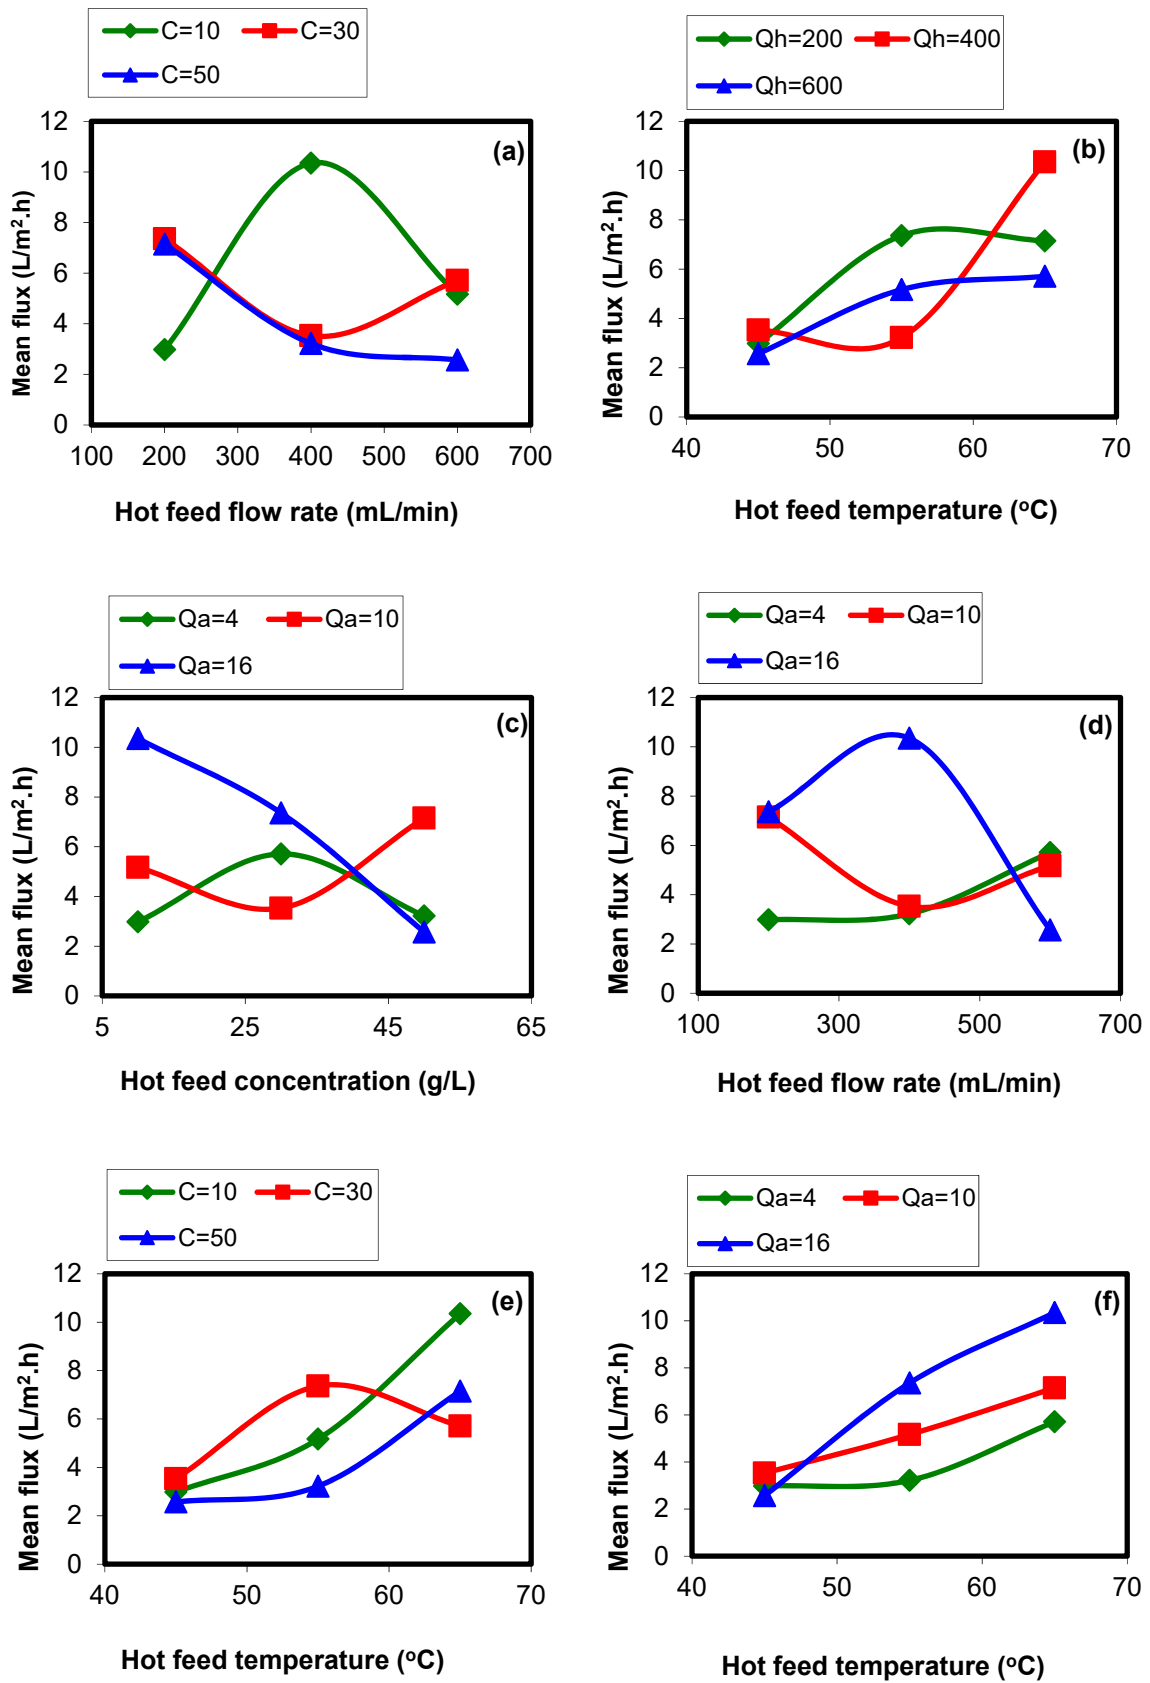 C=10 C=30
C=50
Mean flux (L/m².h)
12
10
8
6
4
2
0
(a)
100 200 300 400 500 600 700
Hot feed flow rate (mL/min)
Qh=200 Qh=400
Qh=600
Mean flux (L/m².h)
12
10
8
6
4
2
0
(b)
40 50 60 70
Hot feed temperature (ºC)
Qa=4 Qa=10
Qa=16
Mean flux (L/m².h)
12
10
8
6
4
2
0
(c)
5 25 45 65
Hot feed concentration (g/L)
Qa=4 Qa=10
Qa=16
Mean flux (L/m².h)
12
10
8
6
4
2
0
(d)
100 300 500 700
Hot feed flow rate (mL/min)
C=10 C=30
C=50
Mean flux (L/m².h)
12
10
8
6
4
2
0
(e)
40 50 60 70
Hot feed temperature (ºC)
Qa=4 Qa=10
Qa=16
Mean flux (L/m².h)
12
10
8
6
4
2
0
(f)
40 50 60 70
Hot feed temperature (ºC)